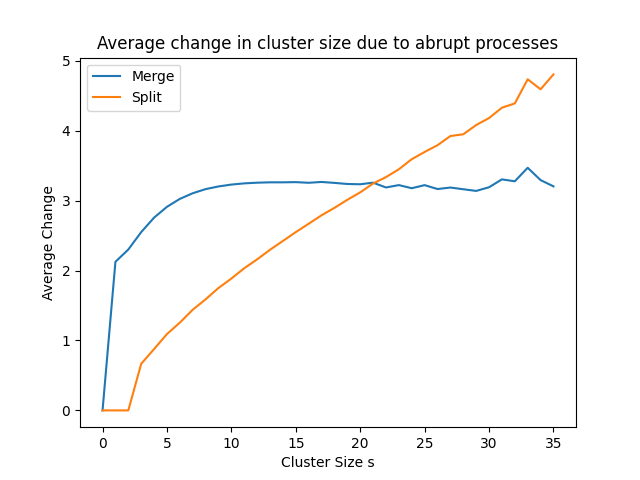 Average change in cluster size due to abrupt processes
Merge
Split
Average Change
5
4
3
2
1
0
0 5 10 15 20 25 30 35
Cluster Size s